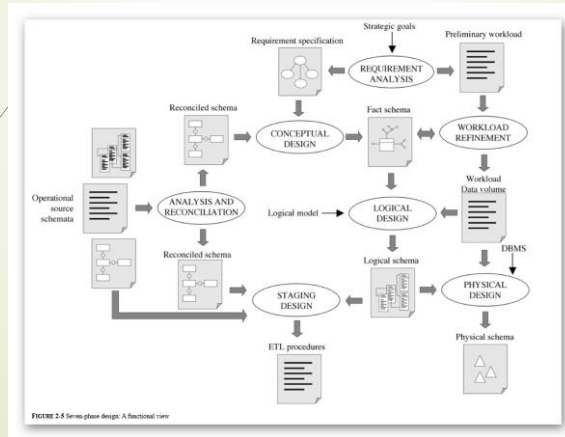 Strategic goals
Requirement specification
Preliminary workload
REQUIREMENT
ANALYSIS
Reconciled schema
Fact schema
CONCEPTUAL
DESIGN
WORKLOAD
REFINEMENT
Operational
source
schemata
ANALYSIS AND
RECONCILIATION
Workload
Data volume
Logical model
LOGICAL
DESIGN
DBMS
Reconciled schema
Logical schema
STAGING
DESIGN
PHYSICAL
DESIGN
ETL procedures
Physical schema
FIGURE 2-5 Seven-phase design: A functional view